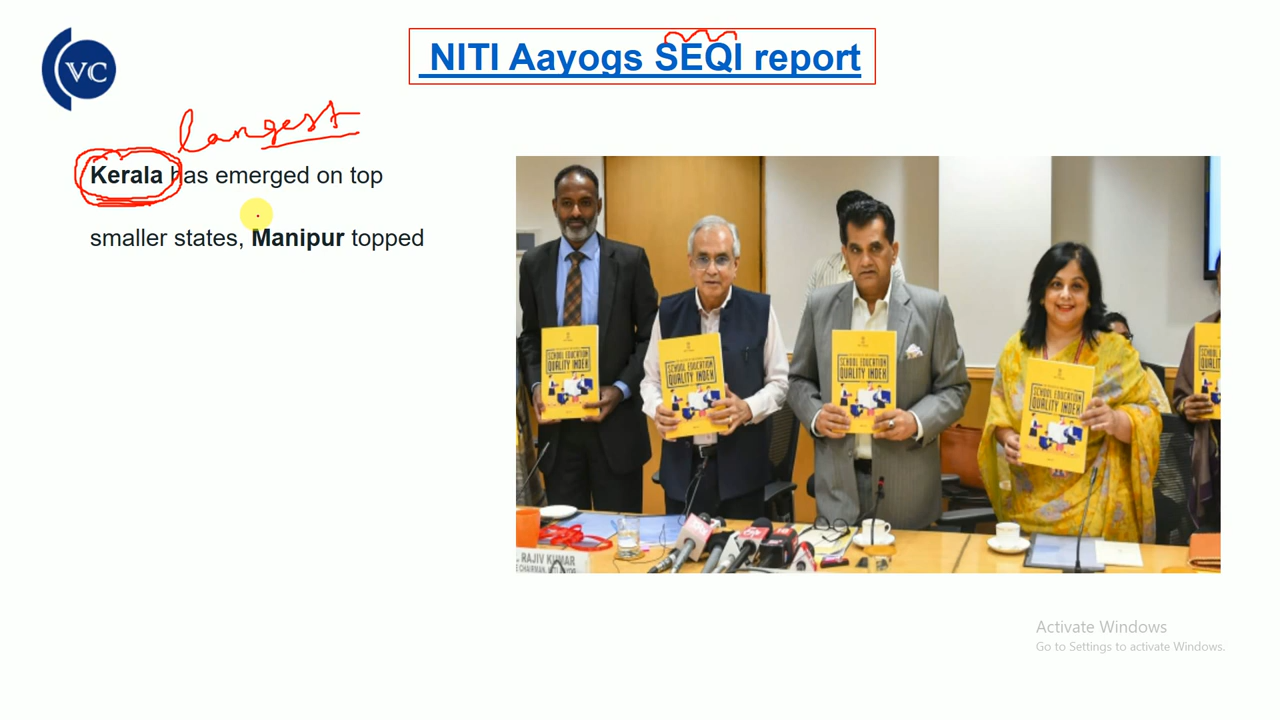 VC
NITI Aayogs SEQI report
largest
Kerala has emerged on top
smaller states, Manipur topped
SCHOOL EDUCATION
QUALITY INDEX
SCHOOL EDUCATION
QUALITY INDEX
SCHOOL EDUCATION
QUALITY INDEX
SCHOOL EDUCATION
QUALITY INDEX
RAJIV KUMAR
CHAIRMAN,
Activate Windows
Go to Settings to activate Windows.